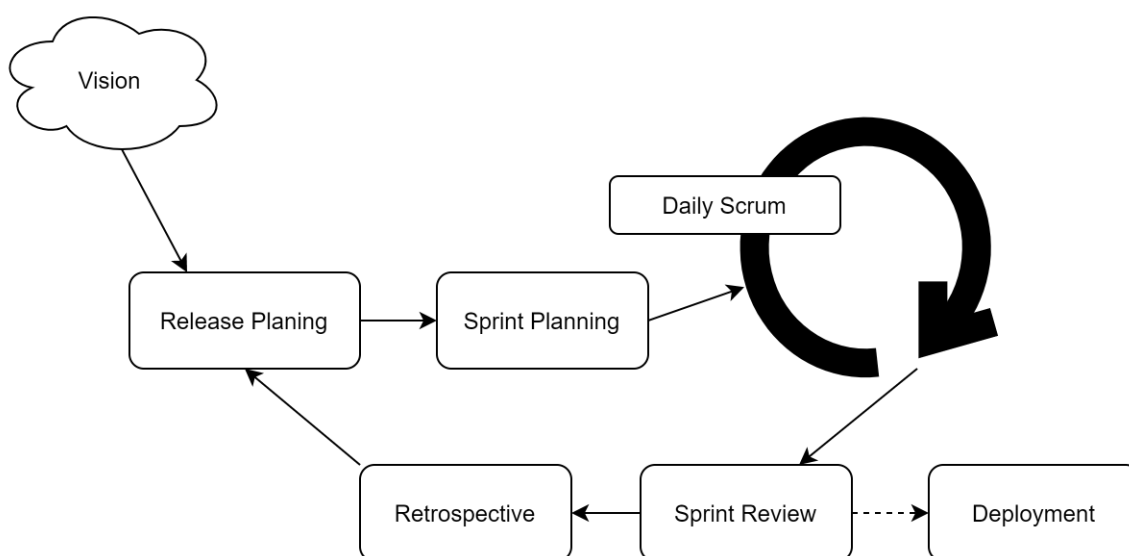 Vision
Daily Scrum
Release Planing
Sprint Planning
Retrospective
Sprint Review
Deployment